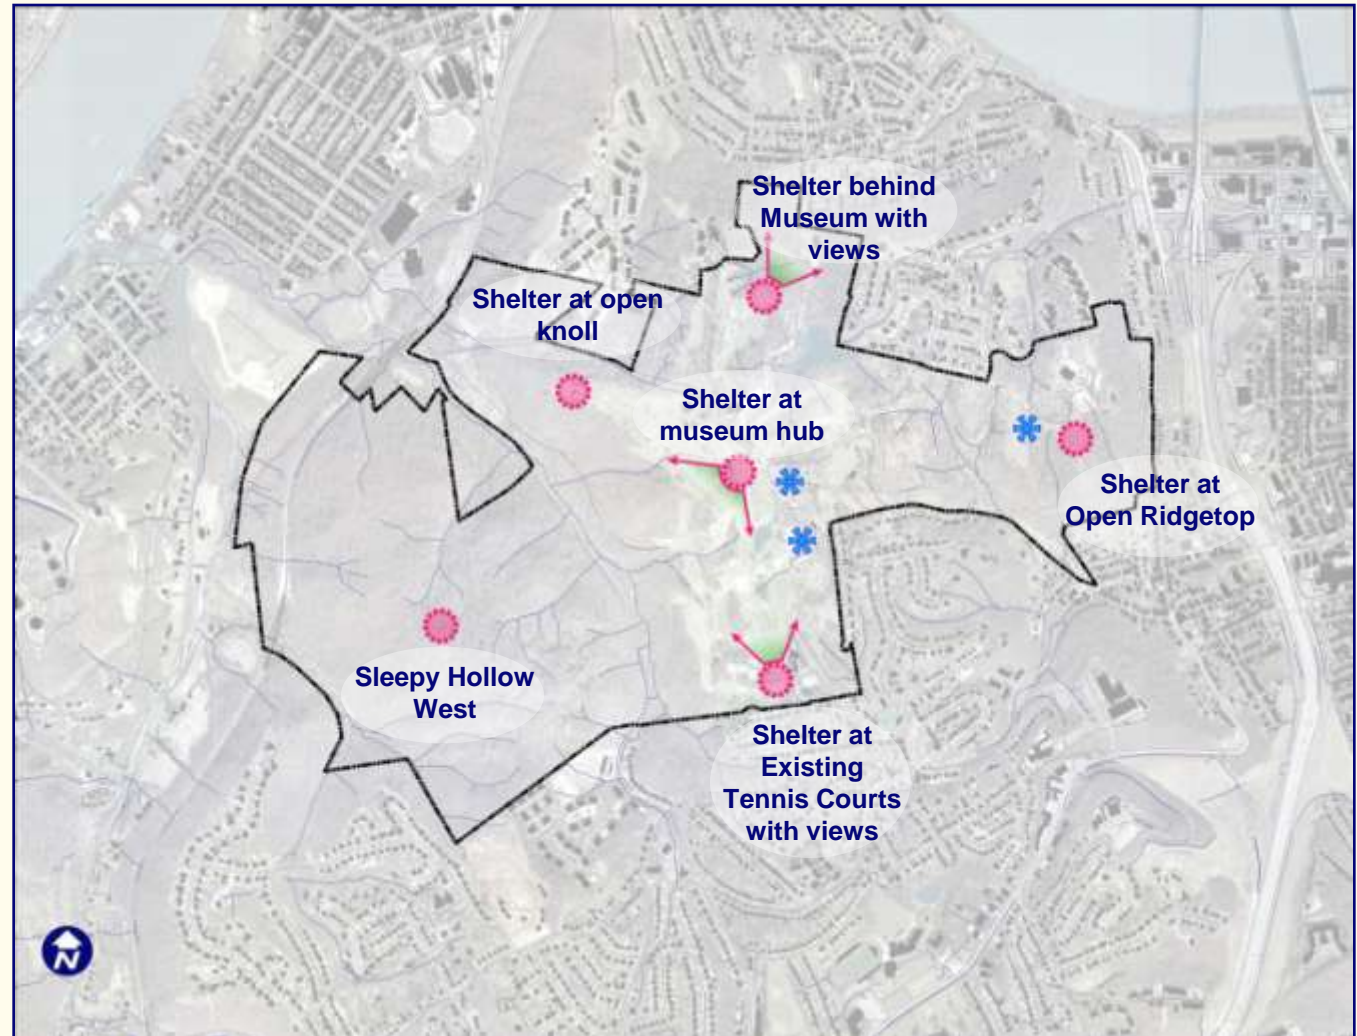 Shelter behind
Museum with
views
Shelter at open
knoll
Shelter at
museum hub
Shelter at
Open Ridgetop
Sleepy Hollow
West
Shelter at
Existing
Tennis Courts
with views
N